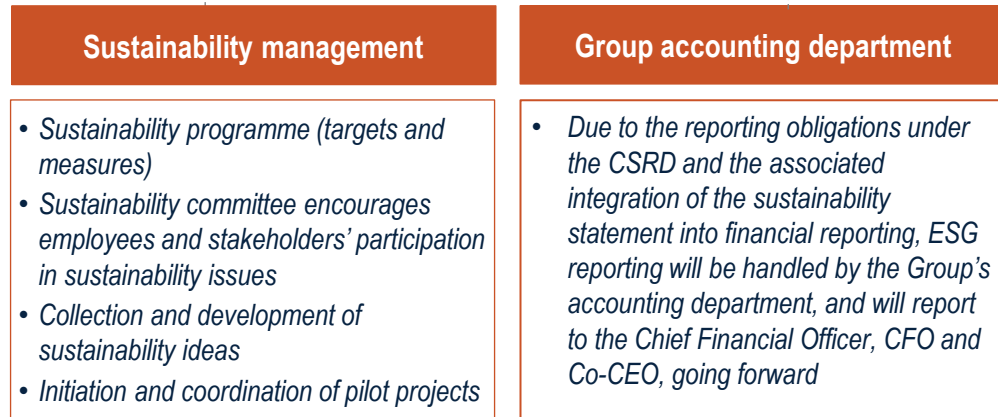 Sustainability management
• Sustainability programme (targets and
measures)
• Sustainability committee encourages
employees and stakeholders’ participation
in sustainability issues
• Collection and development of
sustainability ideas
• Initiation and coordination of pilot projects
Group accounting department
• Due to the reporting obligations under
the CSRD and the associated
integration of the sustainability
statement into financial reporting, ESG
reporting will be handled by the Group’s
accounting department, and will report
to the Chief Financial Officer, CFO and
Co-CEO, going forward